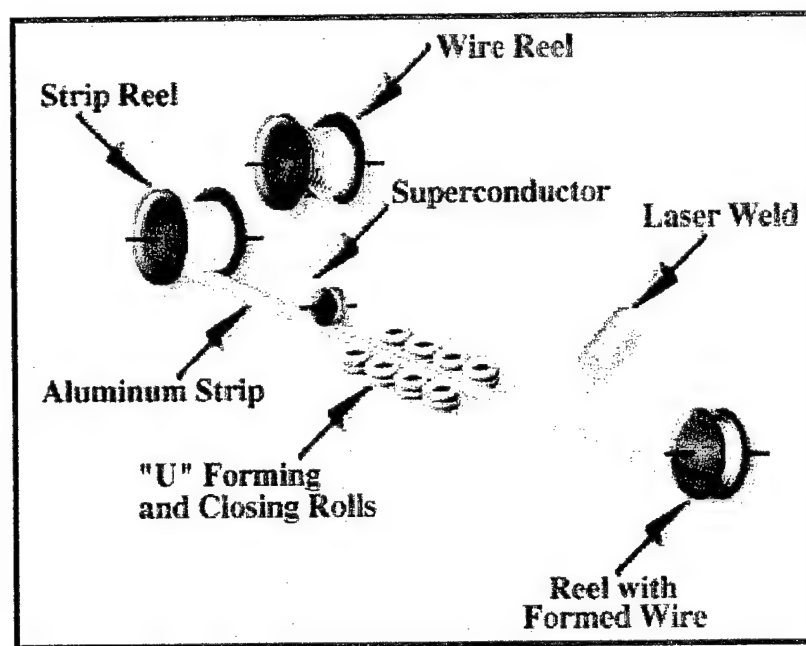 Wire Reel
Strip Reel
Superconductor
Laser Weld
Aluminum Strip
"U" Forming
and Closing Rolls
Reel with
Formed Wire